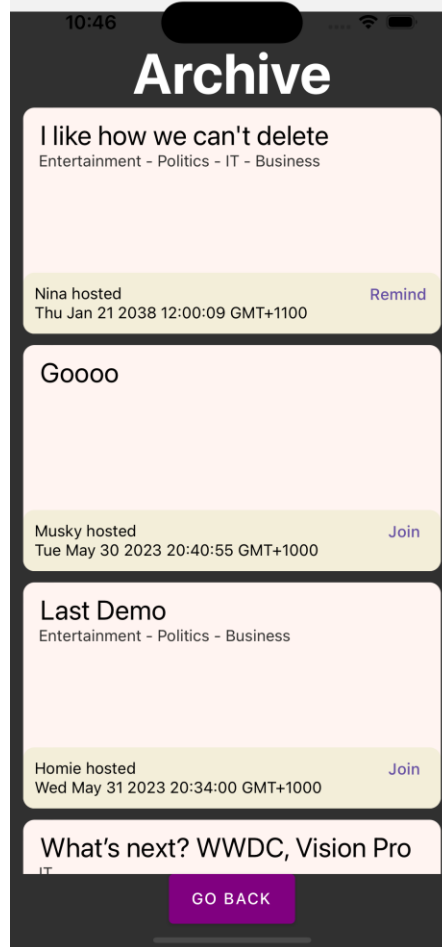 10:46
Archive
I like how we can't delete
Entertainment - Politics - IT - Business
Nina hosted
Remind
Thu Jan 21 2038 12:00:09 GMT+1100
Goooo
Musky hosted
Join
Tue May 30 2023 20:40:55 GMT+1000
Last Demo
Entertainment - Politics - Business
Homie hosted
Join
Wed May 31 2023 20:34:00 GMT+1000
What’s next? WWDC, Vision Pro
IT
GO BACK